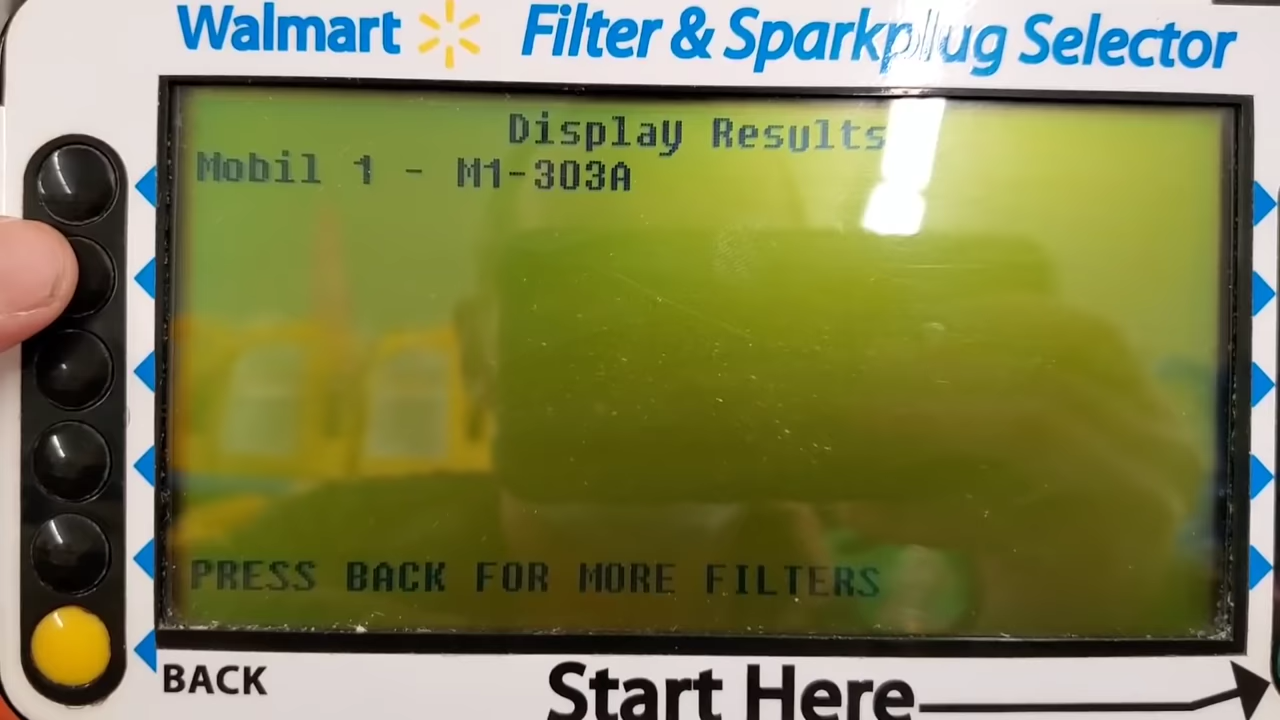 Walmart Filter & Sparkplug Selector
Display Results
Mobil 1 - M1-303A
PRESS BACK FOR MORE FILTERS
BACK
Start Here